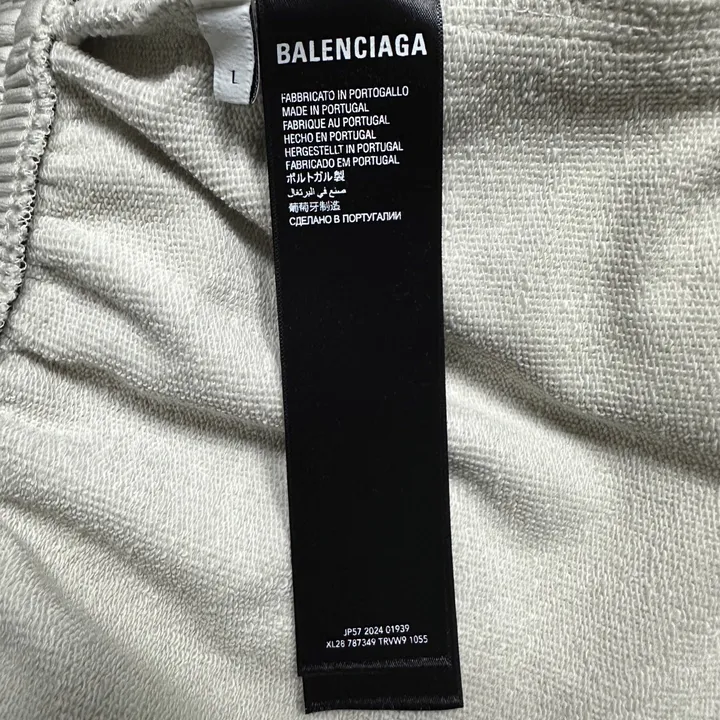 L
BALENCIAGA
FABBRICATO IN PORTOGALLO
MADE IN PORTUGAL
FABRIQUE AU PORTUGAL
HECHO EN PORTUGAL
HERGESTELLT IN PORTUGAL
FABRICADO EM PORTUGAL
ポルトガル製
صنع في البرتغال
葡萄牙制造
СДЕЛАНО В ПОРТУГАЛИИ
JP57 2024 01939
XL28 787349 TRVW9 1055